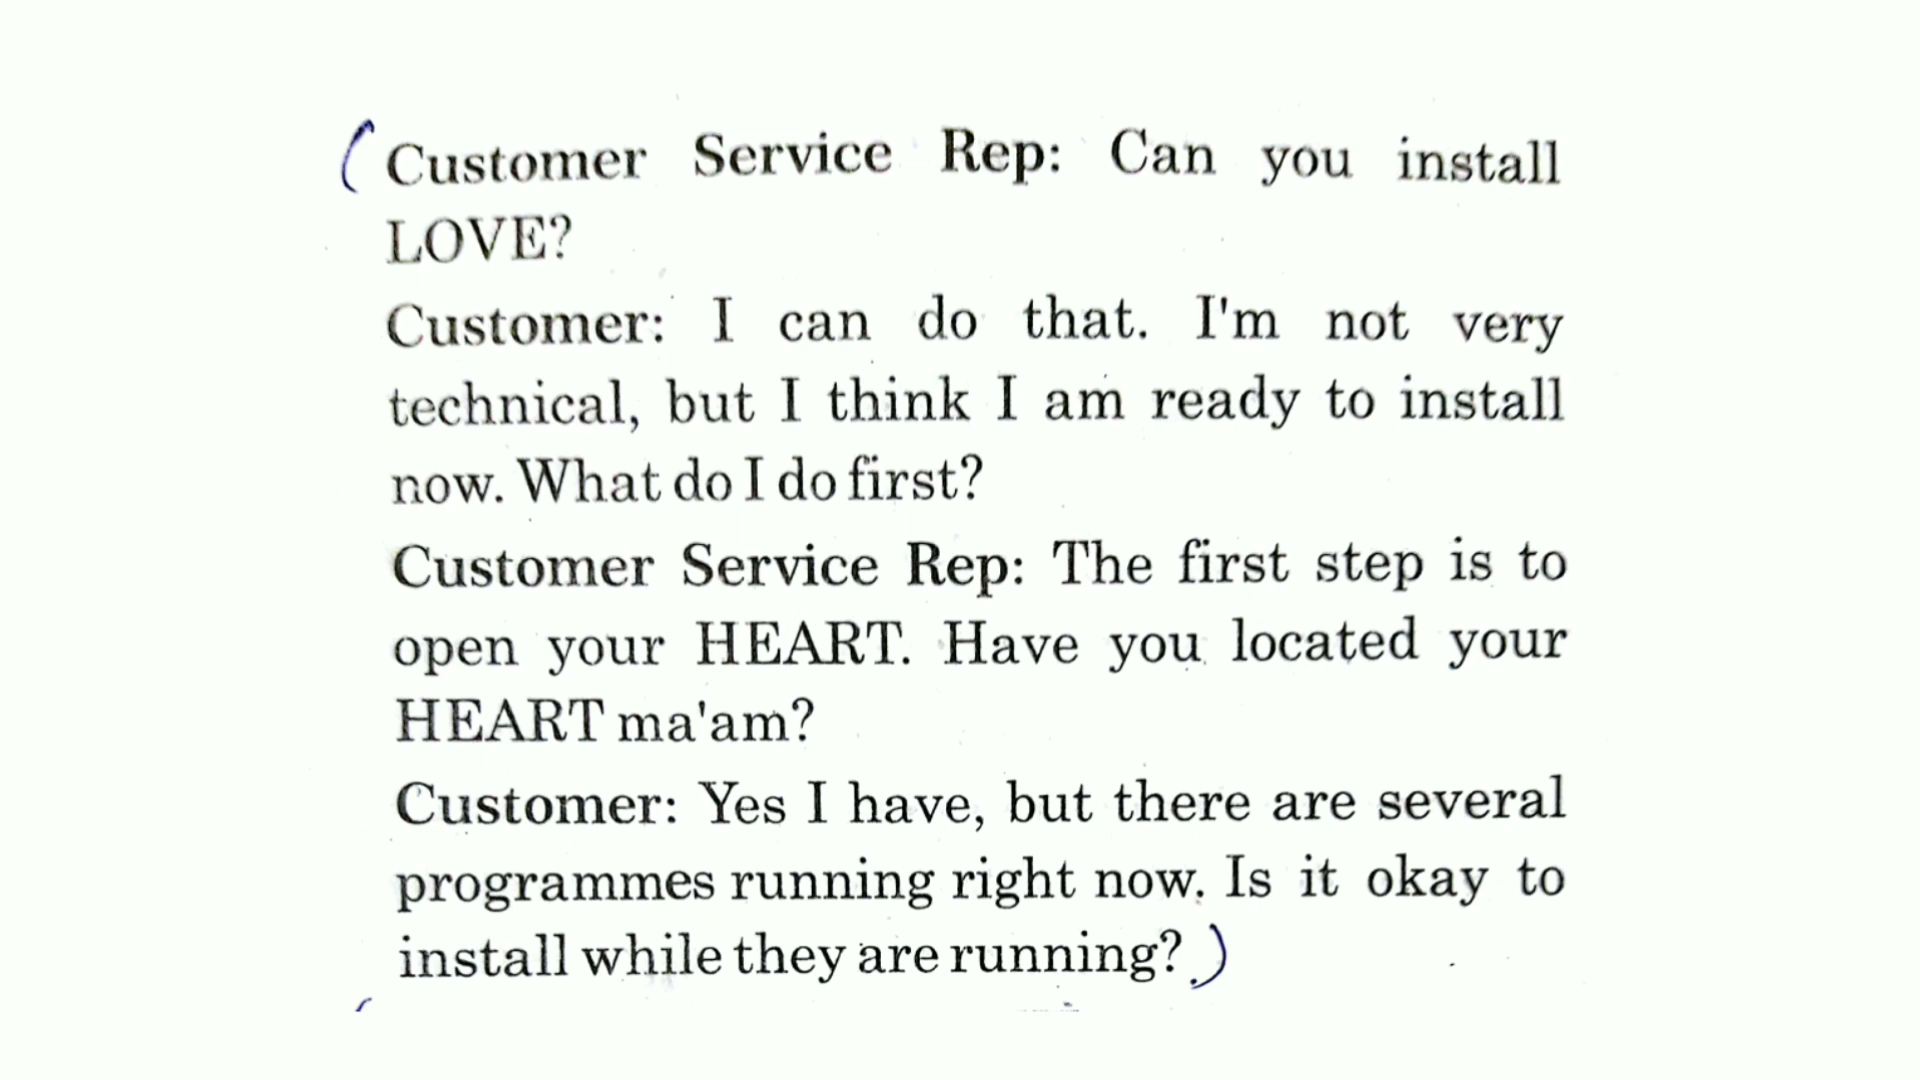 Customer Service Rep: Can you install
LOVE?
Customer: I can do that. I'm not very
technical, but I think I am ready to install
now. What do I do first?
Customer Service Rep: The first step is to
open your HEART. Have you located your
HEART ma'am?
Customer: Yes I have, but there are several
programmes running right now. Is it okay to
install while they are running?